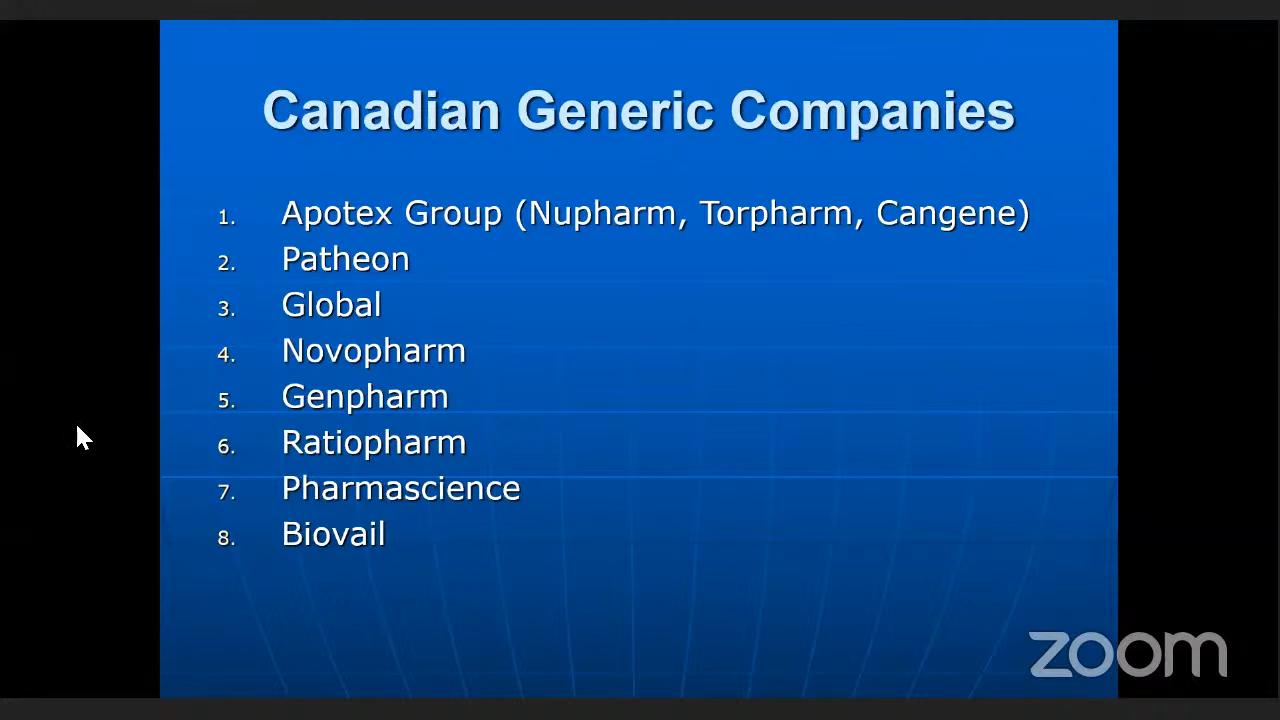 Canadian Generic Companies
1. Apotex Group (Nupharm, Torpharm, Cangene)
2. Patheon
3. Global
4. Novopharm
5. Genpharm
6. Ratiopharm
7. Pharmascience
8. Biovail
zoom